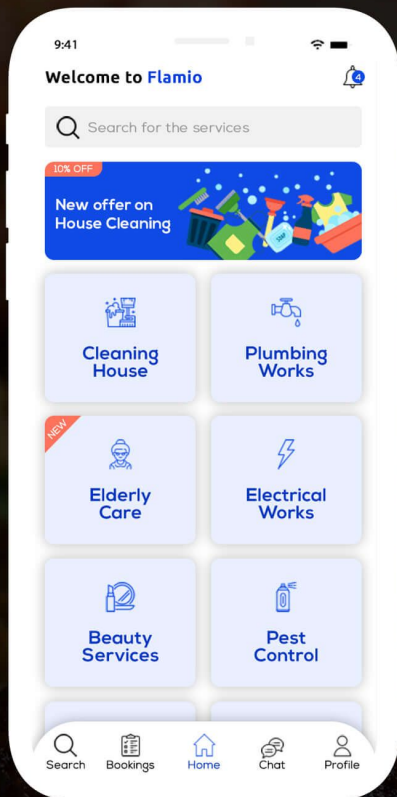 9:41
Welcome to Flamio
4
Search for the services
10% OFF
New offer on
House Cleaning
SOAP
Cleaning
House
Plumbing
Works
NEW
Elderly
Care
Electrical
Works
Beauty
Services
Pest
Control
Search
Bookings
Home
Chat
Profile